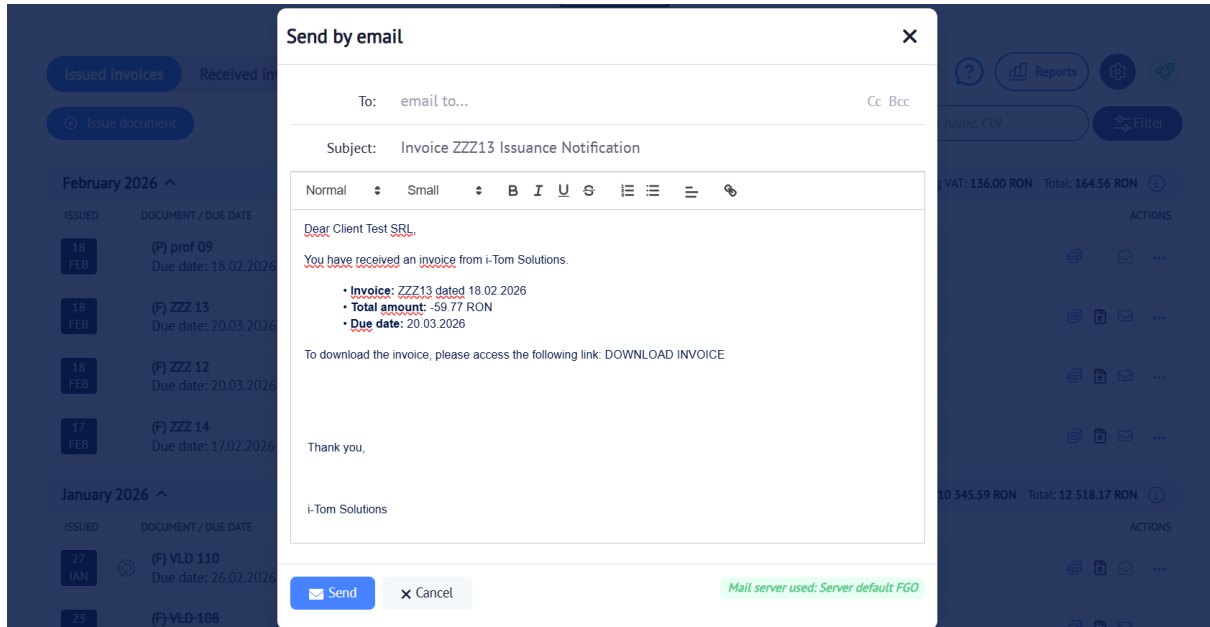 Send by email
Issued invoices
Received in
Reports
Issue document
name, CUI
Filter
To: email to... Cc Bcc
Subject: Invoice ZZZ13 Issuance Notification
Normal Small B I U S
Dear Client Test SRL,
You have received an invoice from i-Tom Solutions.
• Invoice: ZZZ13 dated 18.02.2026
• Total amount: -59.77 RON
• Due date: 20.03.2026
To download the invoice, please access the following link: DOWNLOAD INVOICE
Thank you,
i-Tom Solutions
Send
Cancel
Mail server used: Server default FGO
February 2026
VAT: 136.00 RON Total: 164.56 RON
ISSUED DOCUMENT / DUE DATE ACTIONS
18 FEB
(P) prof 09
Due date: 18.02.2026
18 FEB
(F) ZZZ 13
Due date: 20.03.2026
18 FEB
(F) ZZZ 12
Due date: 20.03.2026
17 FEB
(F) ZZZ 14
Due date: 17.02.2026
January 2026
10 345.59 RON Total: 12 518.17 RON
ISSUED DOCUMENT / DUE DATE ACTIONS
27 JAN
(F) VLD 110
Due date: 26.02.2026
23
(F) VLD 108